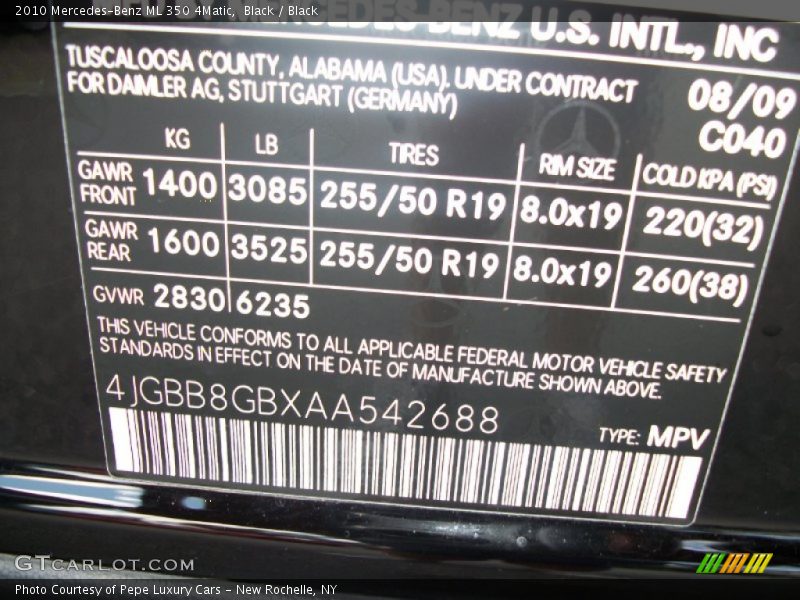 2010 Mercedes-Benz ML 350 4Matic, Black / Black
MERCEDES-BENZ U.S. INTL., INC
TUSCALOOSA COUNTY, ALABAMA (USA). UNDER CONTRACT
FOR DAIMLER AG, STUTTGART (GERMANY)
08/09
C040
KG LB TIRES RIM SIZE COLD KPA (PSI)
GAWR FRONT 1400 3085 255/50 R19 8.0x19 220(32)
GAWR REAR 1600 3525 255/50 R19 8.0x19 260(38)
GVWR 2830 6235
THIS VEHICLE CONFORMS TO ALL APPLICABLE FEDERAL MOTOR VEHICLE SAFETY
STANDARDS IN EFFECT ON THE DATE OF MANUFACTURE SHOWN ABOVE.
4JGBB8GBXAA542688
TYPE: MPV
GTCarlot.com
Photo Courtesy of Pepe Luxury Cars - New Rochelle, NY